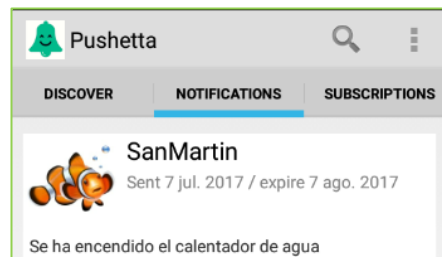 Pushetta
DISCOVER NOTIFICATIONS SUBSCRIPTIONS
SanMartin
Sent 7 jul. 2017 / expire 7 ago. 2017
Se ha encendido el calentador de agua